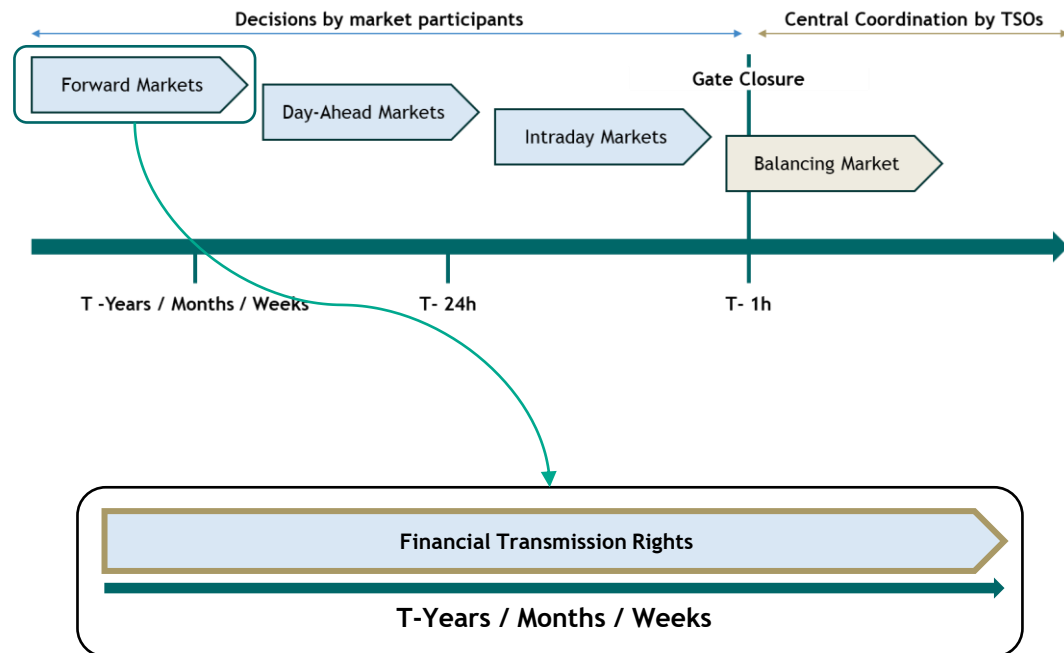 Decisions by market participants
Central Coordination by TSOs
Gate Closure
Forward Markets
Day-Ahead Markets
Intraday Markets
Balancing Market
T -Years / Months / Weeks
T- 24h
T- 1h
Financial Transmission Rights
T-Years / Months / Weeks